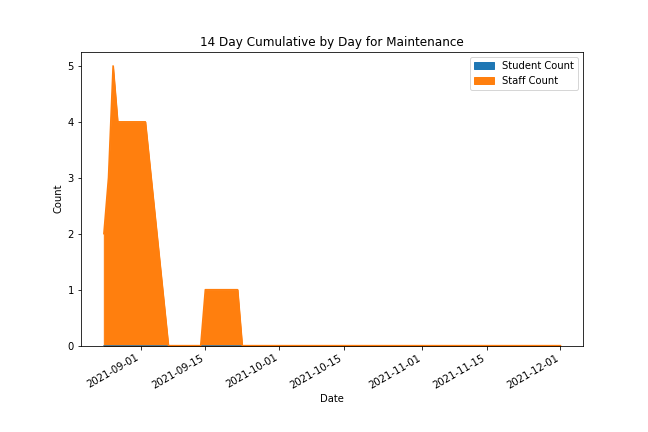 14 Day Cumulative by Day for Maintenance
Student Count
Staff Count
5
4
3
2
1
0
Count
2021-09-01
2021-09-15
2021-10-01
2021-10-15
2021-11-01
2021-11-15
2021-12-01
Date